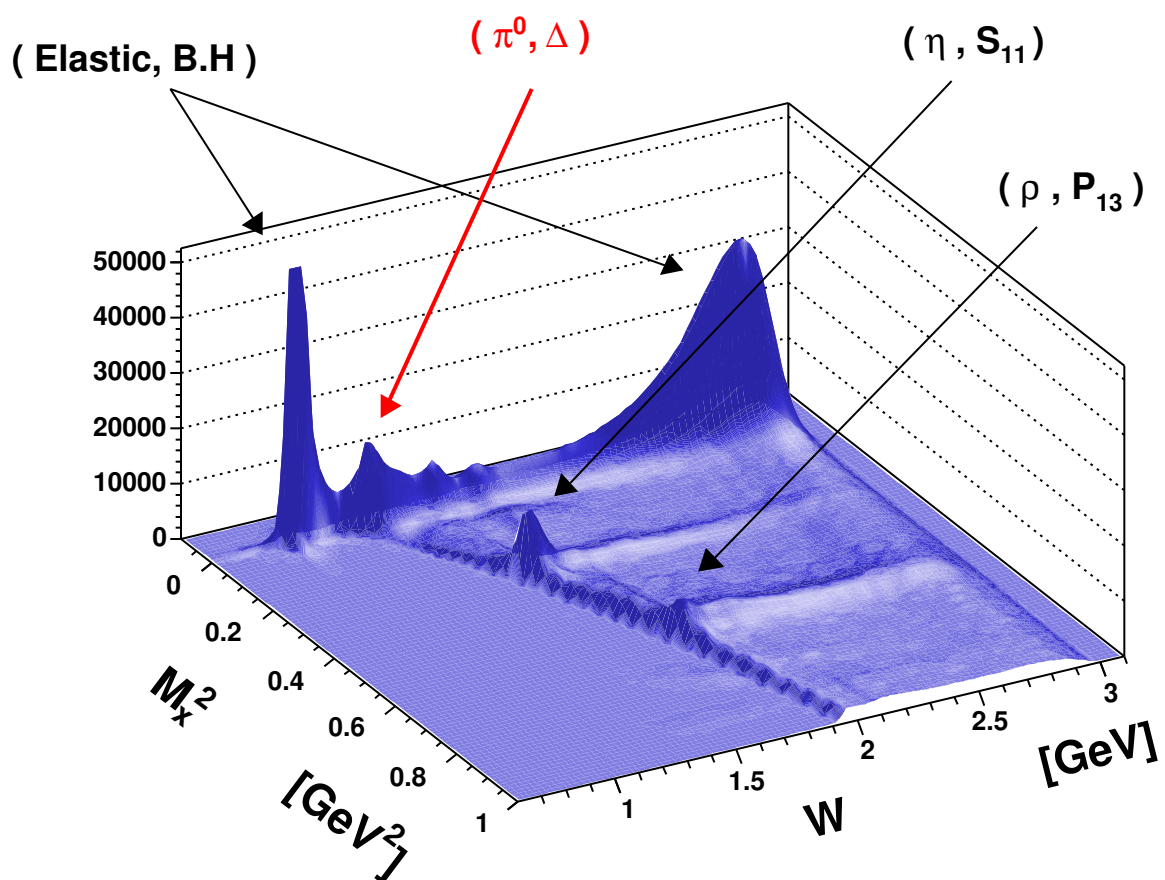 ( π⁰, Δ )
( η , S₁₁)
( Elastic, B.H )
( ρ , P₁₃ )
50000
40000
30000
20000
10000
0
0
0.2
0.4
0.6
0.8
1
Mₓ²
[GeV²]
1
1.5
2
2.5
3
W
[GeV]